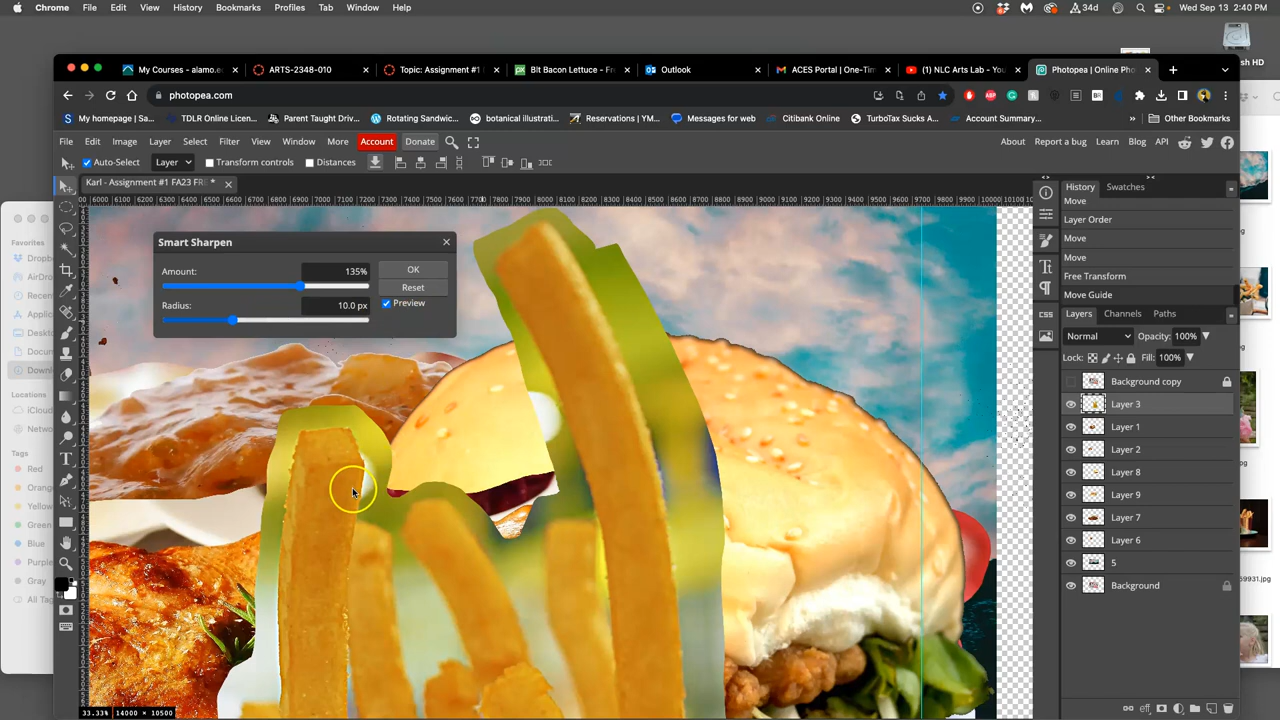 Chrome File Edit View History Bookmarks Profiles Tab Window Help 34d Wed Sep 13 2:40 PM
My Courses - alamo.e ARTS-2348-010 Topic: Assignment #1 Bit Bacon Lettuce - Fr Outlook ACES Portal | One-Tim (1) NLC Arts Lab - You Photopea | Online Pho
photopea.com
My homepage | Sa... TDLR Online Licen... Parent Taught Driv... Rotating Swedding... botanical illustrati... Reservations | YM... Messages for web Citibank Online TurboTax Sucks A... Account Summary... Other Bookmarks
File Edit Image Layer Select Filter View Window More Account Donate About Report a bug Learn Blog API
Auto-Select Layer Transform controls Distances
Karl - Assignment #1 FA23 FR *
History Swatches
Move
Layer Order
Move
Move
Free Transform
Move Guide
Smart Sharpen
Amount: 135% OK
Reset
Radius: 10.0 px Preview
Layers Channels Paths
Normal Opacity: 100%
Lock: Fill: 100%
Background copy
Layer 3
Layer 1
Layer 2
Layer 8
Layer 9
Layer 7
Layer 6
5
Background
Favorites
Dropb
AirDro
Recen
Applic
Deskto
Docum
Downl
Locations
iCloud
Netwo
Tags
Red
Orang
Yellow
Green
Blue
Purple
Gray
All Tag
33.33% 14000 × 10500